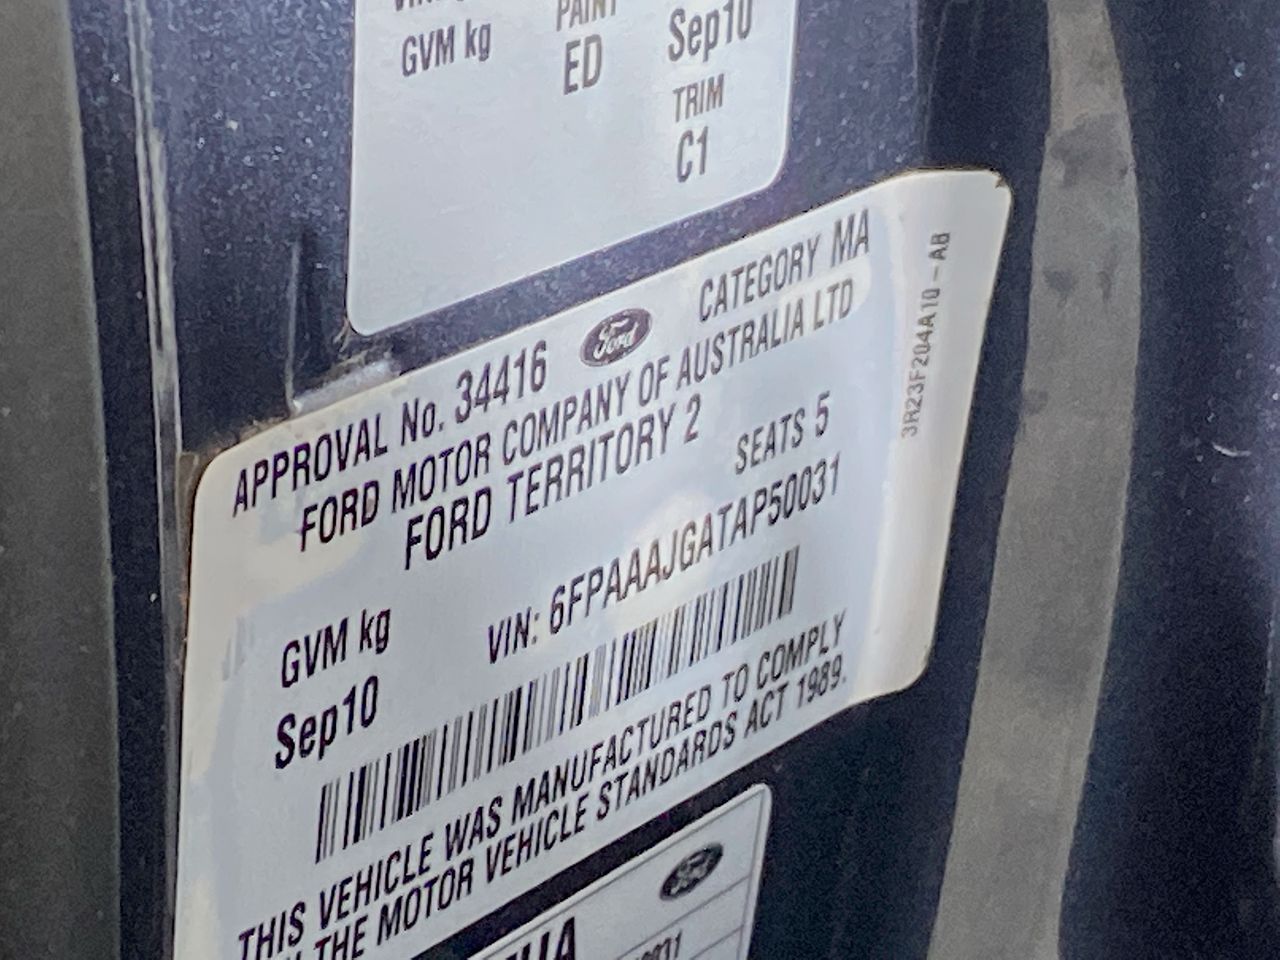 GVM kg
PAINT
ED
Sep10
TRIM
C1
APPROVAL No. 34416 Ford CATEGORY MA
FORD MOTOR COMPANY OF AUSTRALIA LTD
FORD TERRITORY 2
SEATS 5
GVM kg
VIN: 6FPAAAJGATAP50031
Sep10
THIS VEHICLE WAS MANUFACTURED TO COMPLY
THE MOTOR VEHICLE STANDARDS ACT 1989.
3R23F204A10-AB
Ford